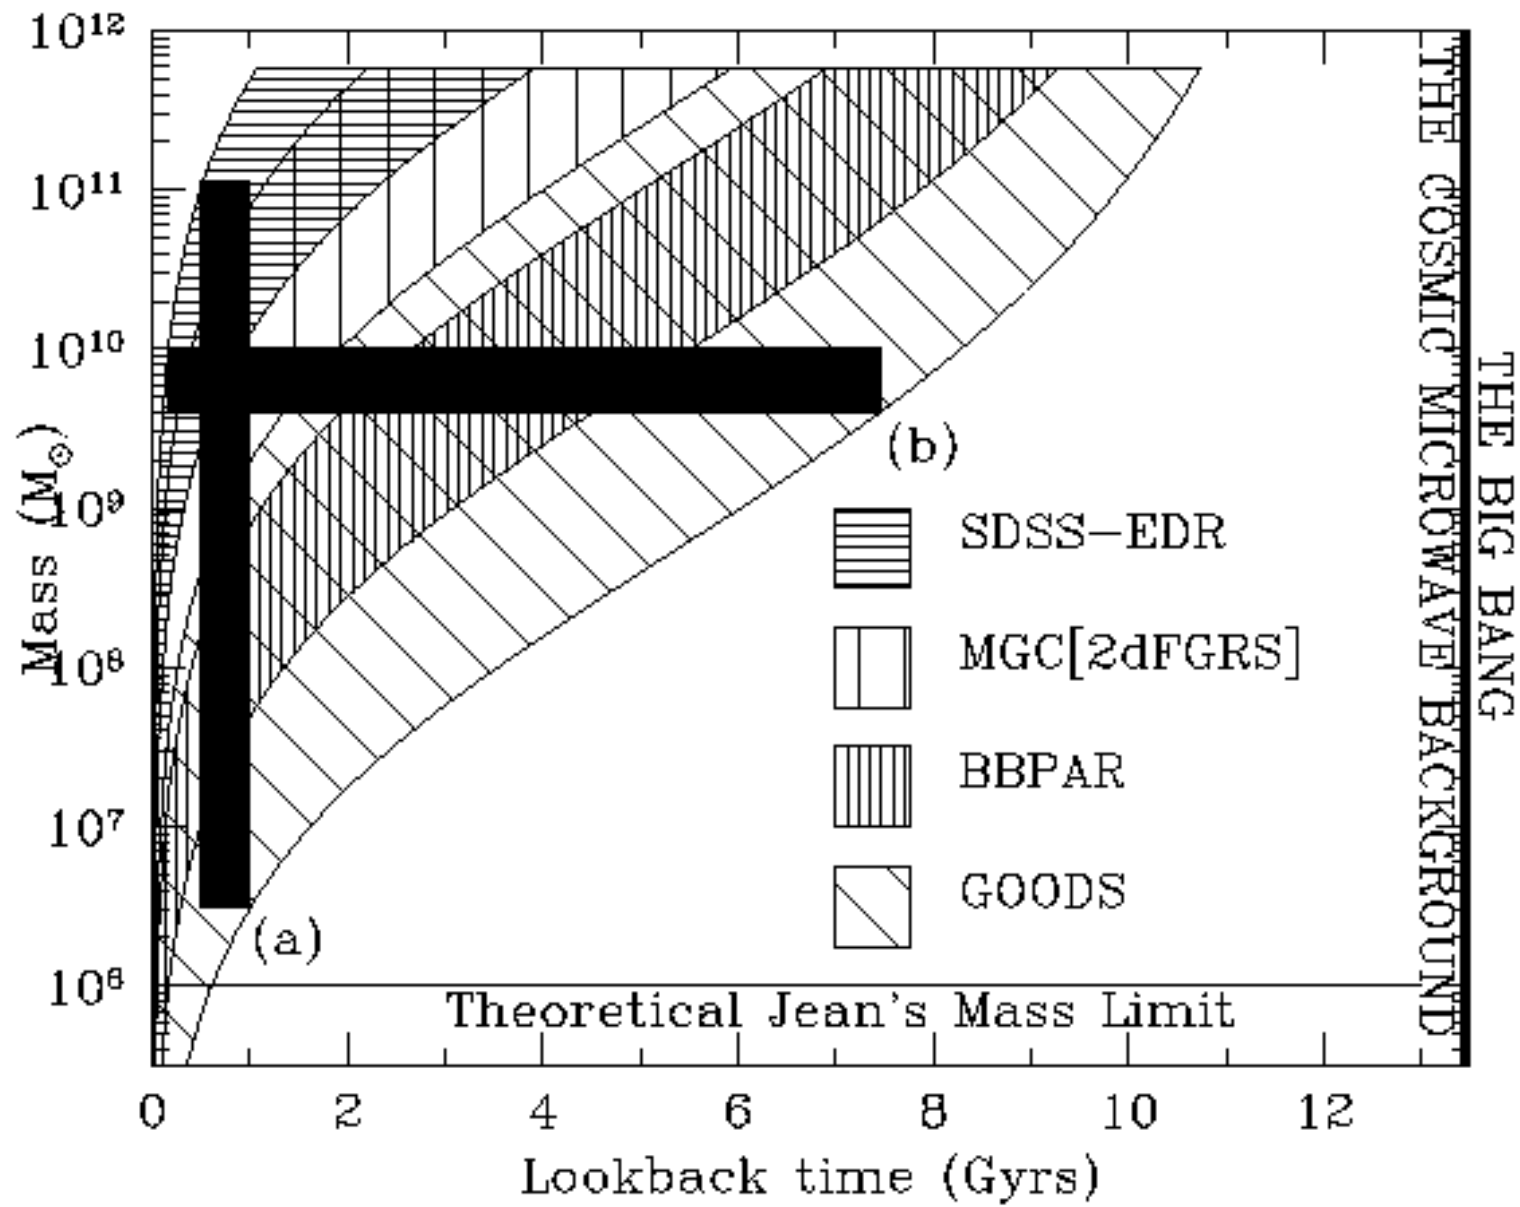 10¹²
10¹¹
10¹⁰
10⁹
10⁸
10⁷
10⁶
Mass (M☉)
(a)
(b)
SDSS-EDR
MGC[2dFGRS]
BBPAR
GOODS
Theoretical Jean's Mass Limit
THE COSMIC MICROWAVE BACKGROUND
THE BIG BANG
0 2 4 6 8 10 12
Lookback time (Gyrs)